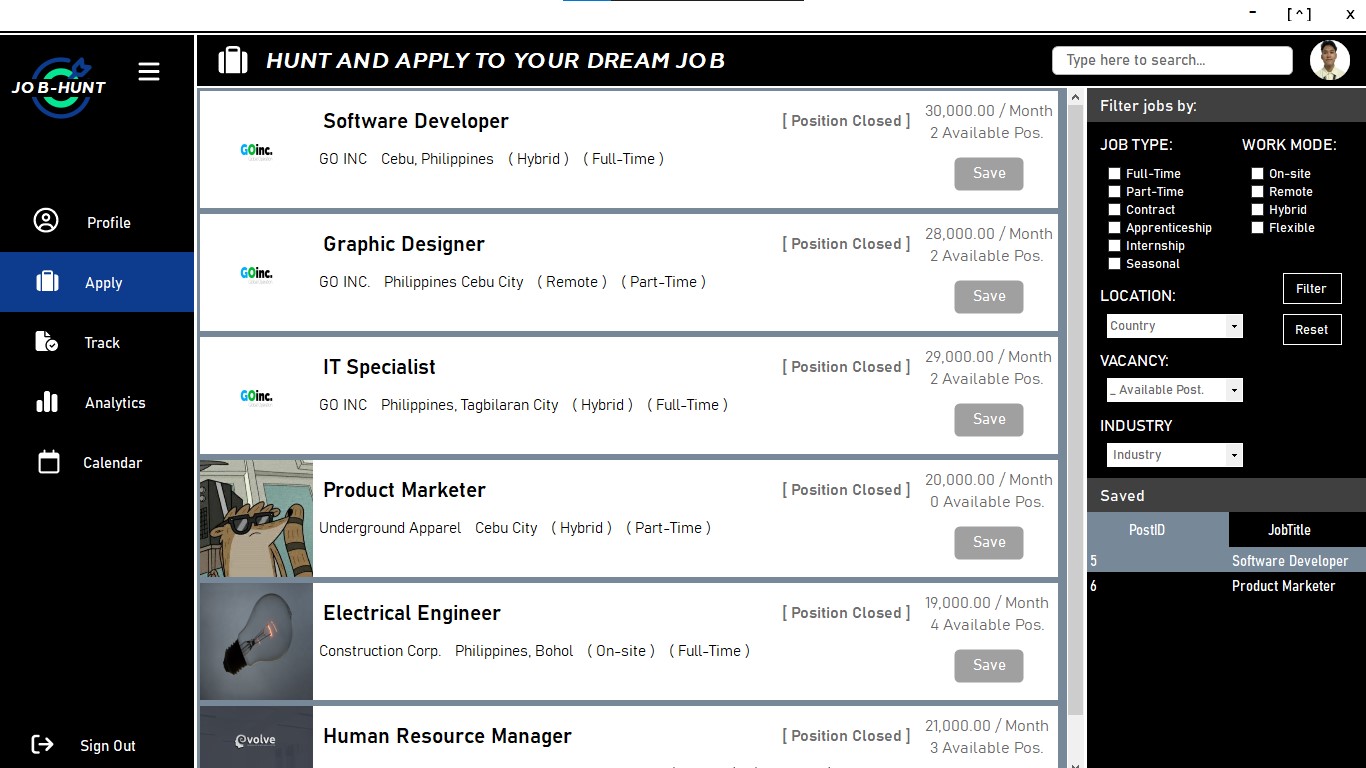 - [ ^ ] x
JOB-HUNT
HUNT AND APPLY TO YOUR DREAM JOB
Type here to search...
Profile
Apply
Track
Analytics
Calendar
Sign Out
GOinc.
Software Developer
[ Position Closed ]
30,000.00 / Month
2 Available Pos.
GO INC Cebu, Philippines ( Hybrid ) ( Full-Time )
Save
GOinc.
Graphic Designer
[ Position Closed ]
28,000.00 / Month
2 Available Pos.
GO INC. Philippines Cebu City ( Remote ) ( Part-Time )
Save
GOinc.
IT Specialist
[ Position Closed ]
29,000.00 / Month
2 Available Pos.
GO INC Philippines, Tagbilaran City ( Hybrid ) ( Full-Time )
Save
Product Marketer
[ Position Closed ]
20,000.00 / Month
0 Available Pos.
Underground Apparel Cebu City ( Hybrid ) ( Part-Time )
Save
Electrical Engineer
[ Position Closed ]
19,000.00 / Month
4 Available Pos.
Construction Corp. Philippines, Bohol ( On-site ) ( Full-Time )
Save
evolve
Human Resource Manager
[ Position Closed ]
21,000.00 / Month
3 Available Pos.
Filter jobs by:
JOB TYPE:
Full-Time
Part-Time
Contract
Apprenticeship
Internship
Seasonal
WORK MODE:
On-site
Remote
Hybrid
Flexible
LOCATION:
Country
Filter
Reset
VACANCY:
_ Available Post.
INDUSTRY
Industry
Saved
PostID JobTitle
5 Software Developer
6 Product Marketer